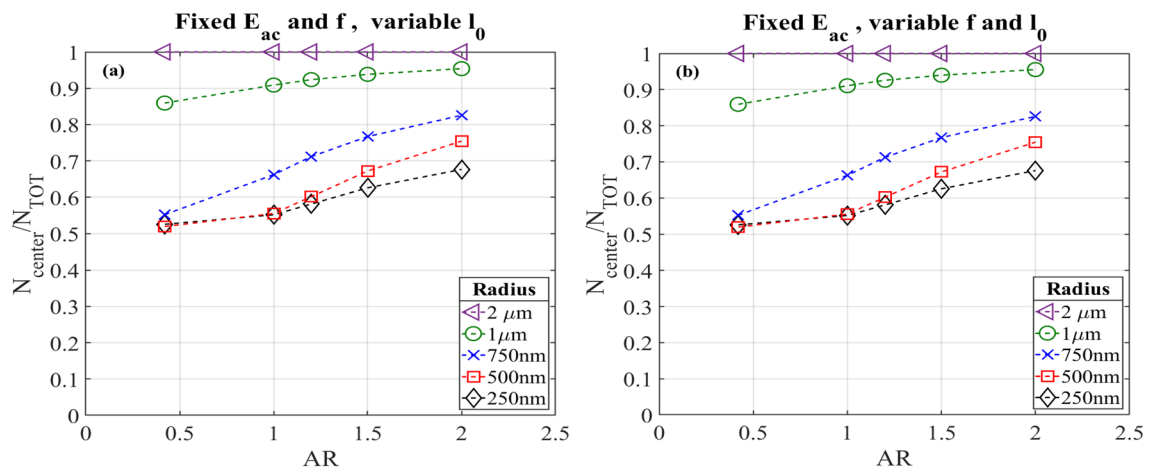 Fixed E_ac and f , variable l_0
(a)
N_center/N_TOT
1
0.9
0.8
0.7
0.6
0.5
0.4
0.3
0.2
0.1
0
Radius
2 μm
1μm
750nm
500nm
250nm
0 0.5 1 1.5 2 2.5
AR
Fixed E_ac , variable f and l_0
(b)
N_center/N_TOT
1
0.9
0.8
0.7
0.6
0.5
0.4
0.3
0.2
0.1
0
Radius
2 μm
1μm
750nm
500nm
250nm
0 0.5 1 1.5 2 2.5
AR